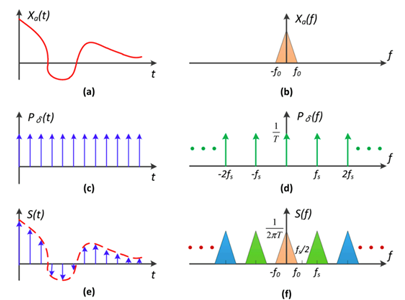 Xₐ(t)
t
(a)
Xₐ(f)
-f₀ f₀
f
(b)
P𝛿(t)
t
(c)
P𝛿(f)
1/T
-2fₛ -fₛ fₛ 2fₛ
f
(d)
S(t)
t
(e)
S(f)
1/2πT
fₛ/2
-f₀ f₀ fₛ
f
(f)